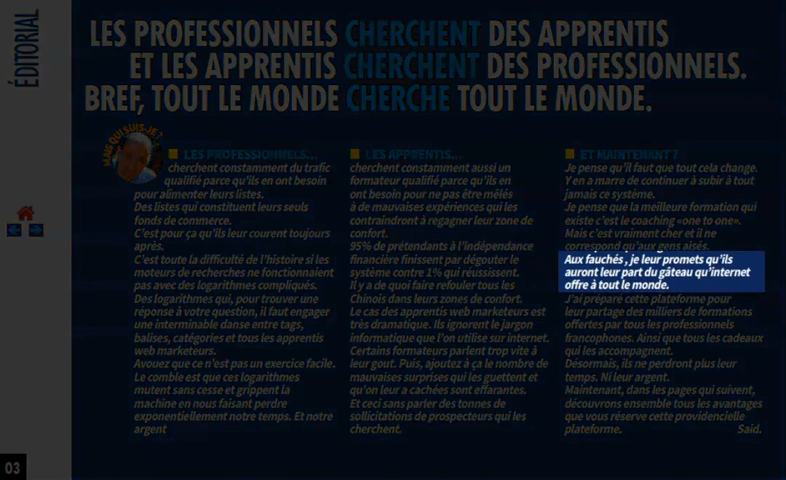 ÉDITORIAL
LES PROFESSIONNELS CHERCHENT DES APPRENTIS
ET LES APPRENTIS CHERCHENT DES PROFESSIONNELS.
BREF, TOUT LE MONDE CHERCHE TOUT LE MONDE.
MAIS QUI SUIS-JE ?
LES PROFESSIONNELS...
cherchent constamment du trafic
qualifié parce qu'ils en ont besoin
pour alimenter leurs listes.
Des listes qui constituent leurs seuls
fonds de commerce.
C'est pour ça qu'ils leur courent toujours
après.
C'est toute la difficulté de l'histoire si les
moteurs de recherches ne fonctionnaient
pas avec des logarithmes compliqués.
Des logarithmes qui, pour trouver une
réponse à votre question, il faut engager
une interminable danse entre tags,
balises, catégories et tous les apprentis
web marketeurs.
Avouez que ce n'est pas un exercice facile.
Le comble est que ces logarithmes
mutent sans cesse et grippent la
machine en nous faisant perdre
exponentiellement notre temps. Et notre
argent
LES APPRENTIS...
cherchent constamment aussi un
formateur qualifié parce qu'ils en
ont besoin pour ne pas être mêlés
à de mauvaises expériences qui les
contraindront à regagner leur zone de
confort.
95% de prétendants à l'indépendance
financière finissent par dégouter le
système contre 1% qui réussissent.
Il y a de quoi faire refouler tous les
Chinois dans leurs zones de confort.
Le cas des apprentis web marketeurs est
très dramatique. Ils ignorent le jargon
informatique que l'on utilise sur internet.
Certains formateurs parlent trop vite à
leur gout. Puis, ajoutez à ça le nombre de
mauvaises surprises qui les guettent et
qu'on leur a cachées sont effarantes.
Et ceci sans parler des tonnes de
sollicitations de prospecteurs qui les
cherchent.
ET MAINTENANT ?
Je pense qu'il faut que tout cela change.
Y en a marre de continuer à subir à tout
jamais ce système.
Je pense que la meilleure formation qui
existe c'est le coaching «one to one».
Mais c'est vraiment cher et il ne
correspond qu'aux gens aisés.
Aux fauchés, je leur promets qu'ils
auront leur part du gâteau qu'internet
offre à tout le monde.
J'ai préparé cette plateforme pour
leur partage des milliers de formations
offertes par tous les professionnels
francophones. Ainsi que tous les cadeaux
qui les accompagnent.
Désormais, ils ne perdront plus leur
temps. Ni leur argent.
Maintenant, dans les pages qui suivent,
découvrons ensemble tous les avantages
que vous réserve cette providencielle
plateforme. Said.
03